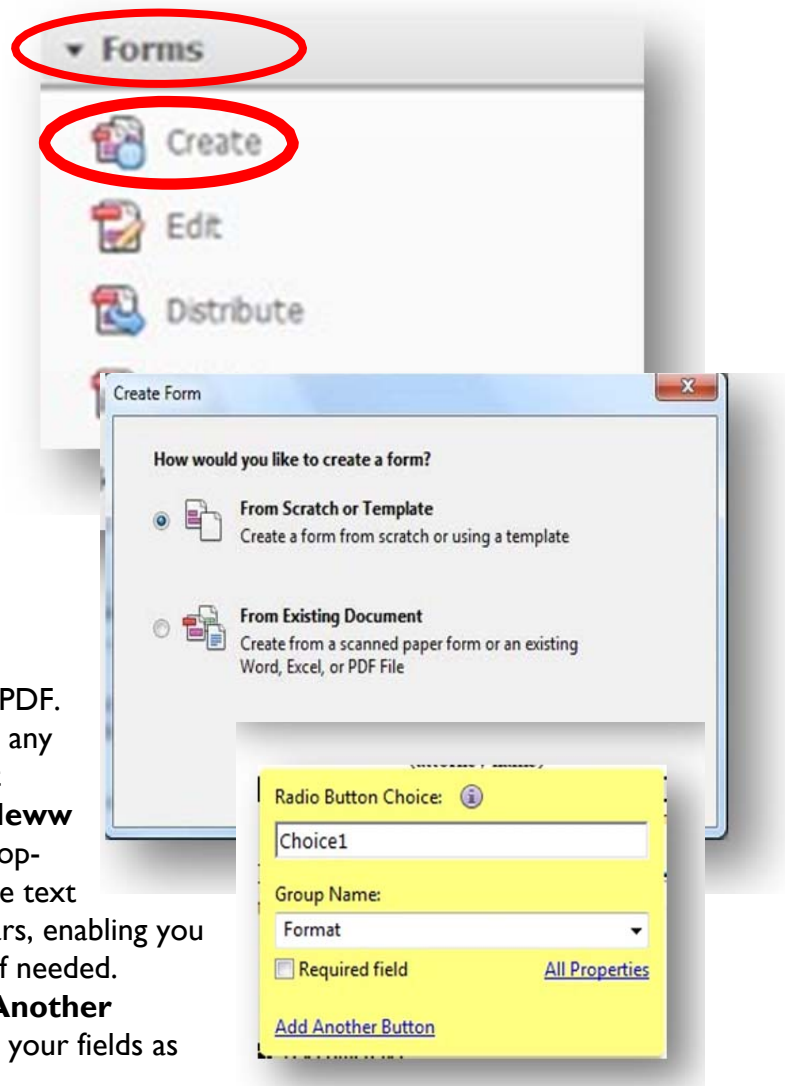 Forms
Create
Edit
Distribute
Create Form
X
How would you like to create a form?
From Scratch or Template
Create a form from scratch or using a template
From Existing Document
Create from a scanned paper form or an existing
Word, Excel, or PDF File
PDF.
any
leww
op-
e text
ars, enabling you
f needed.
Another
your fields as
Radio Button Choice:
Choice1
Group Name:
Format
Required field
All Properties
Add Another Button